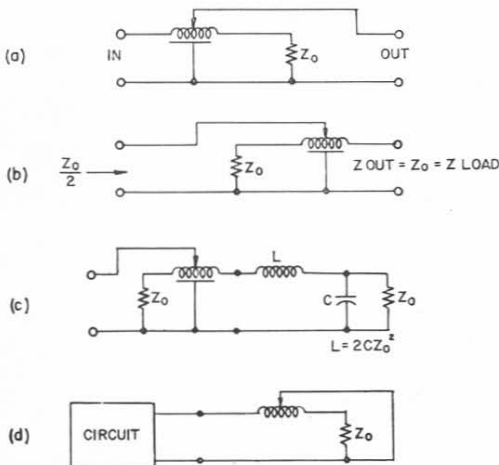 (a)
IN
Z₀
OUT
(b)
Z₀/2
Z₀
Z OUT = Z₀ = Z LOAD
(c)
Z₀
L
C
Z₀
L = 2CZ₀²
(d)
CIRCUIT
Z₀